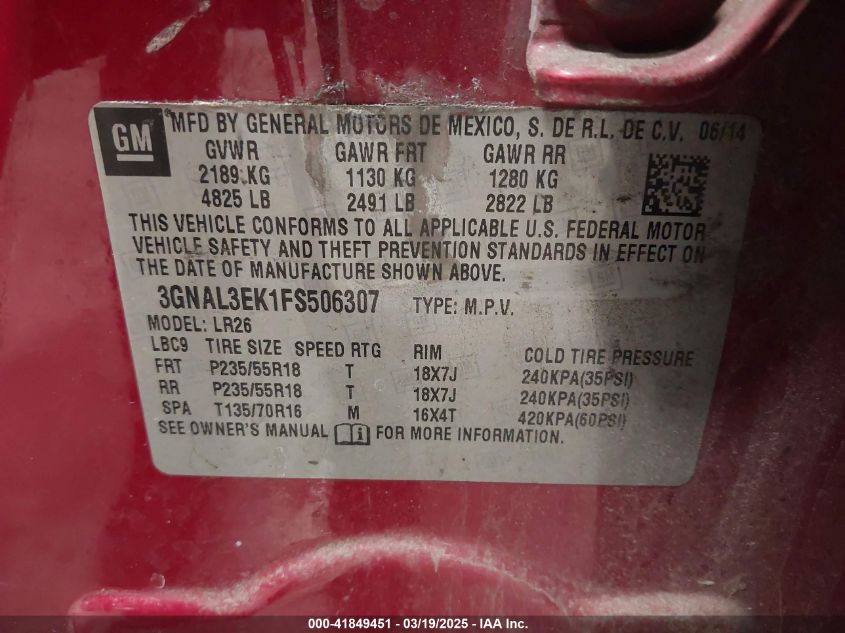 GM
MFD BY GENERAL MOTORS DE MEXICO, S. DE R.L. DE C.V. 06/14
GVWR GAWR FRT GAWR RR
2189 KG 1130 KG 1280 KG
4825 LB 2491 LB 2822 LB
THIS VEHICLE CONFORMS TO ALL APPLICABLE U.S. FEDERAL MOTOR
VEHICLE SAFETY AND THEFT PREVENTION STANDARDS IN EFFECT ON
THE DATE OF MANUFACTURE SHOWN ABOVE.
3GNAL3EK1FS506307 TYPE: M.P.V.
MODEL: LR26
LBC9 TIRE SIZE SPEED RTG RIM COLD TIRE PRESSURE
FRT P235/55R18 T 18X7J 240KPA(35PSI)
RR P235/55R18 T 18X7J 240KPA(35PSI)
SPA T135/70R16 M 16X4T 420KPA(60PSI)
SEE OWNER'S MANUAL FOR MORE INFORMATION.
000-41849451 - 03/19/2025 - IAA Inc.